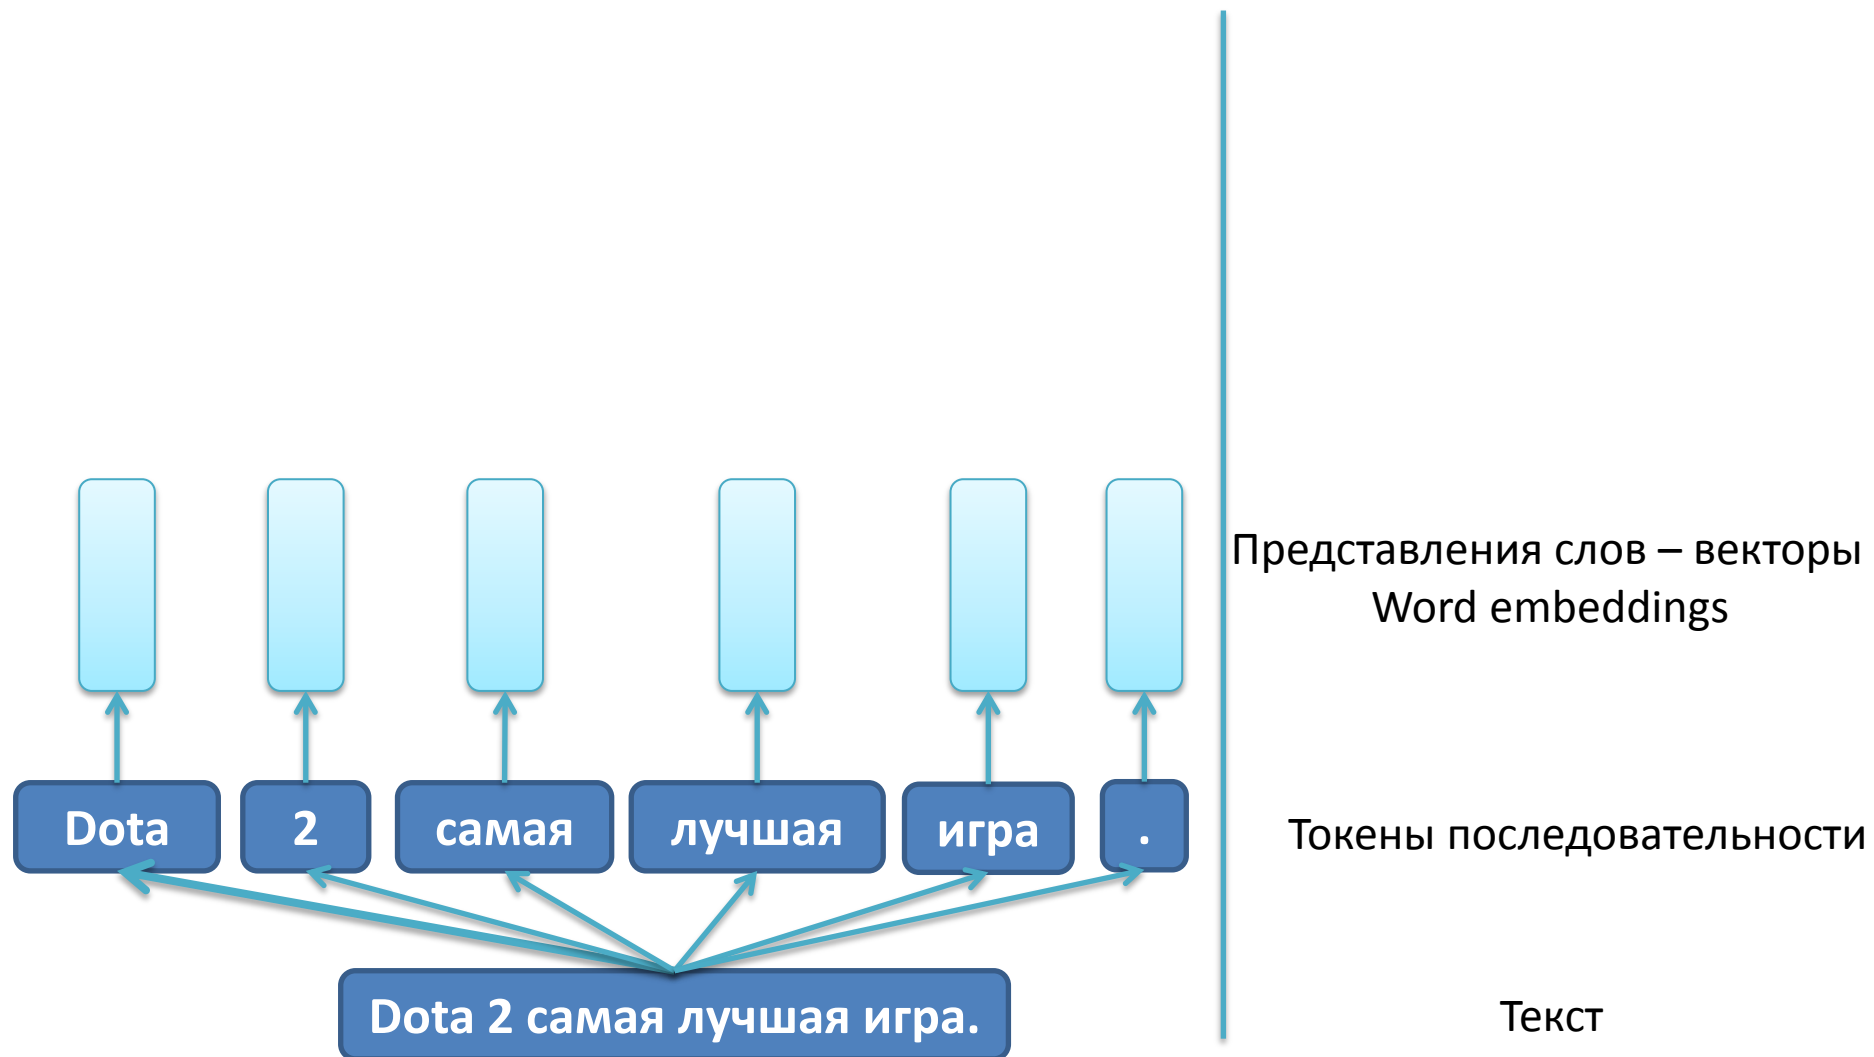 Представления слов – векторы
Word embeddings
Dota
2
самая
лучшая
игра
.
Токены последовательности
Dota 2 самая лучшая игра.
Текст